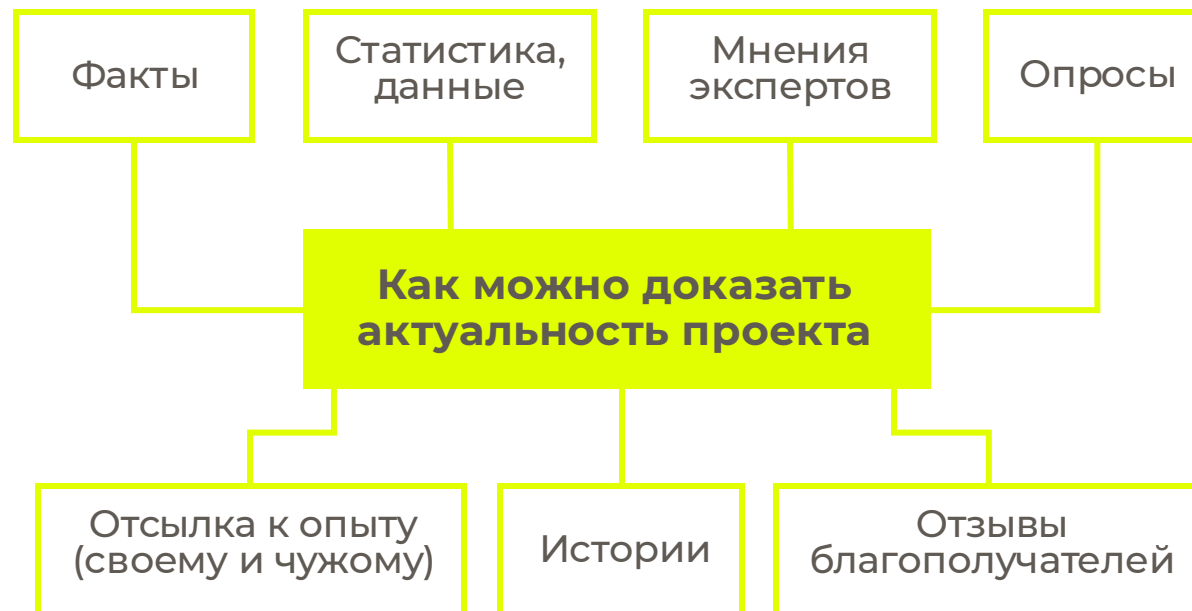 Факты
Статистика,
данные
Мнения
экспертов
Опросы
Как можно доказать
актуальность проекта
Отсылка к опыту
(своему и чужому)
Истории
Отзывы
благополучателей